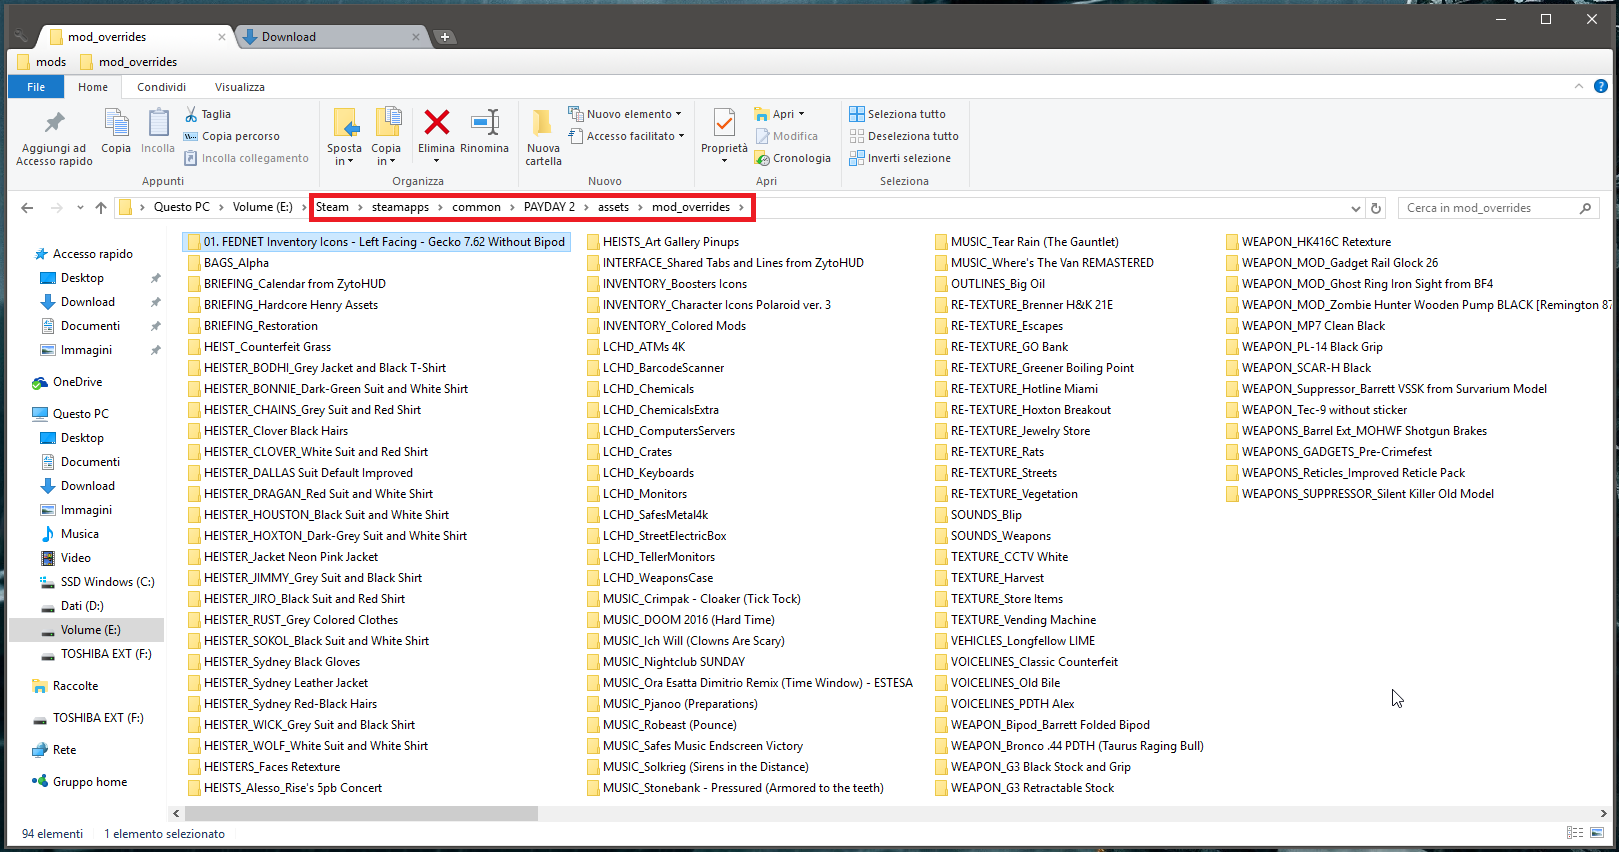 mod_overrides
Download
mods
mod_overrides
File
Home
Condividi
Visualizza
Aggiungi ad
Accesso rapido
Copia
Incolla
Taglia
Copia percorso
Incolla collegamento
Appunti
Sposta
in
Copia
in
Elimina
Rinomina
Organizza
Nuova
cartella
Nuovo elemento
Accesso facilitato
Nuovo
Proprietà
Apri
Modifica
Cronologia
Apri
Seleziona tutto
Deseleziona tutto
Inverti selezione
Seleziona
Questo PC
Volume (E:)
Steam
steamapps
common
PAYDAY 2
assets
mod_overrides
Cerca in mod_overrides
Accesso rapido
Desktop
Download
Documenti
Immagini
OneDrive
Questo PC
Desktop
Documenti
Download
Immagini
Musica
Video
SSD Windows (C:)
Dati (D:)
Volume (E:)
TOSHIBA EXT (F:)
Raccolte
TOSHIBA EXT (F:)
Rete
Gruppo home
01. FEDNET Inventory Icons - Left Facing - Gecko 7.62 Without Bipod
BAGS_Alpha
BRIEFING_Calendar from ZytoHUD
BRIEFING_Hardcore Henry Assets
BRIEFING_Restoration
HEIST_Counterfeit Grass
HEISTER_BODHI_Grey Jacket and Black T-Shirt
HEISTER_BONNIE_Dark-Green Suit and White Shirt
HEISTER_CHAINS_Grey Suit and Red Shirt
HEISTER_Clover Black Hairs
HEISTER_CLOVER_White Suit and Red Shirt
HEISTER_DALLAS Suit Default Improved
HEISTER_DRAGAN_Red Suit and White Shirt
HEISTER_HOUSTON_Black Suit and White Shirt
HEISTER_HOXTON_Dark-Grey Suit and White Shirt
HEISTER_Jacket Neon Pink Jacket
HEISTER_JIMMY_Grey Suit and Black Shirt
HEISTER_JIRO_Black Suit and Red Shirt
HEISTER_RUST_Grey Colored Clothes
HEISTER_SOKOL_Black Suit and White Shirt
HEISTER_Sydney Black Gloves
HEISTER_Sydney Leather Jacket
HEISTER_Sydney Red-Black Hairs
HEISTER_WICK_Grey Suit and Black Shirt
HEISTER_WOLF_White Suit and White Shirt
HEISTERS_Faces Retexture
HEISTS_Alesso_Rise's 5pb Concert
HEISTS_Art Gallery Pinups
INTERFACE_Shared Tabs and Lines from ZytoHUD
INVENTORY_Boosters Icons
INVENTORY_Character Icons Polaroid ver. 3
INVENTORY_Colored Mods
LCHD_ATMs 4K
LCHD_BarcodeScanner
LCHD_Chemicals
LCHD_ChemicalsExtra
LCHD_ComputersServers
LCHD_Crates
LCHD_Keyboards
LCHD_Monitors
LCHD_SafesMetal4k
LCHD_StreetElectricBox
LCHD_TellerMonitors
LCHD_WeaponsCase
MUSIC_Crimpak - Cloaker (Tick Tock)
MUSIC_DOOM 2016 (Hard Time)
MUSIC_Ich Will (Clowns Are Scary)
MUSIC_Nightclub SUNDAY
MUSIC_Ora Esatta Dimitrio Remix (Time Window) - ESTESA
MUSIC_Pjanoo (Preparations)
MUSIC_Robeast (Pounce)
MUSIC_Safes Music Endscreen Victory
MUSIC_Solkrieg (Sirens in the Distance)
MUSIC_Stonebank - Pressured (Armored to the teeth)
MUSIC_Tear Rain (The Gauntlet)
MUSIC_Where's The Van REMASTERED
OUTLINES_Big Oil
RE-TEXTURE_Brenner H&K 21E
RE-TEXTURE_Escapes
RE-TEXTURE_GO Bank
RE-TEXTURE_Greener Boiling Point
RE-TEXTURE_Hotline Miami
RE-TEXTURE_Hoxton Breakout
RE-TEXTURE_Jewelry Store
RE-TEXTURE_Rats
RE-TEXTURE_Streets
RE-TEXTURE_Vegetation
SOUNDS_Blip
SOUNDS_Weapons
TEXTURE_CCTV White
TEXTURE_Harvest
TEXTURE_Store Items
TEXTURE_Vending Machine
VEHICLES_Longfellow LIME
VOICELINES_Classic Counterfeit
VOICELINES_Old Bile
VOICELINES_PDTH Alex
WEAPON_Bipod_Barrett Folded Bipod
WEAPON_Bronco .44 PDTH (Taurus Raging Bull)
WEAPON_G3 Black Stock and Grip
WEAPON_G3 Retractable Stock
WEAPON_HK416C Retexture
WEAPON_MOD_Gadget Rail Glock 26
WEAPON_MOD_Ghost Ring Iron Sight from BF4
WEAPON_MOD_Zombie Hunter Wooden Pump BLACK [Remington 87
WEAPON_MP7 Clean Black
WEAPON_PL-14 Black Grip
WEAPON_SCAR-H Black
WEAPON_Suppressor_Barrett VSSK from Survarium Model
WEAPON_Tec-9 without sticker
WEAPONS_Barrel Ext_MOHWF Shotgun Brakes
WEAPONS_GADGETS_Pre-Crimefest
WEAPONS_Reticles_Improved Reticle Pack
WEAPONS_SUPPRESSOR_Silent Killer Old Model
94 elementi
1 elemento selezionato